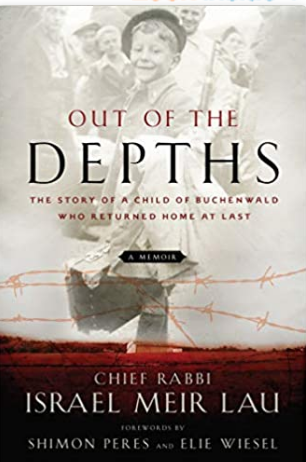 OUT OF THE
DEPTHS
THE STORY OF A CHILD OF BUCHENWALD
WHO RETURNED HOME AT LAST
A MEMOIR
CHIEF RABBI
ISRAEL MEIR LAU
FOREWORDS BY
SHIMON PERES AND ELIE WIESEL